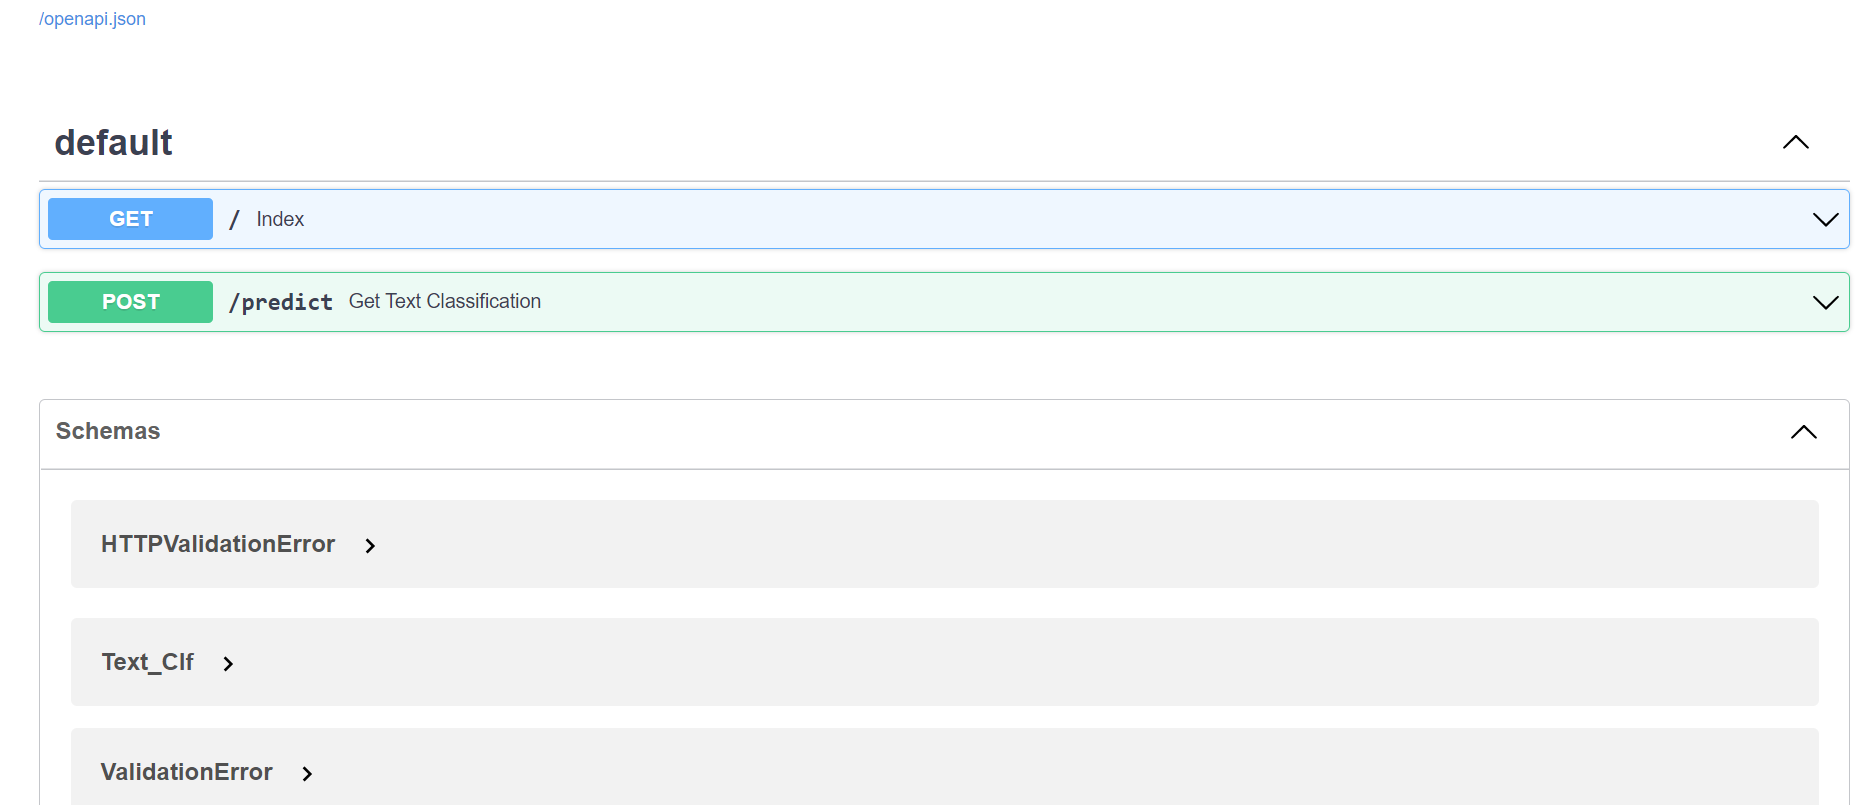 /openapi.json
default
GET / Index
POST /predict Get Text Classification
Schemas
HTTPValidationError
Text_Clf
ValidationError